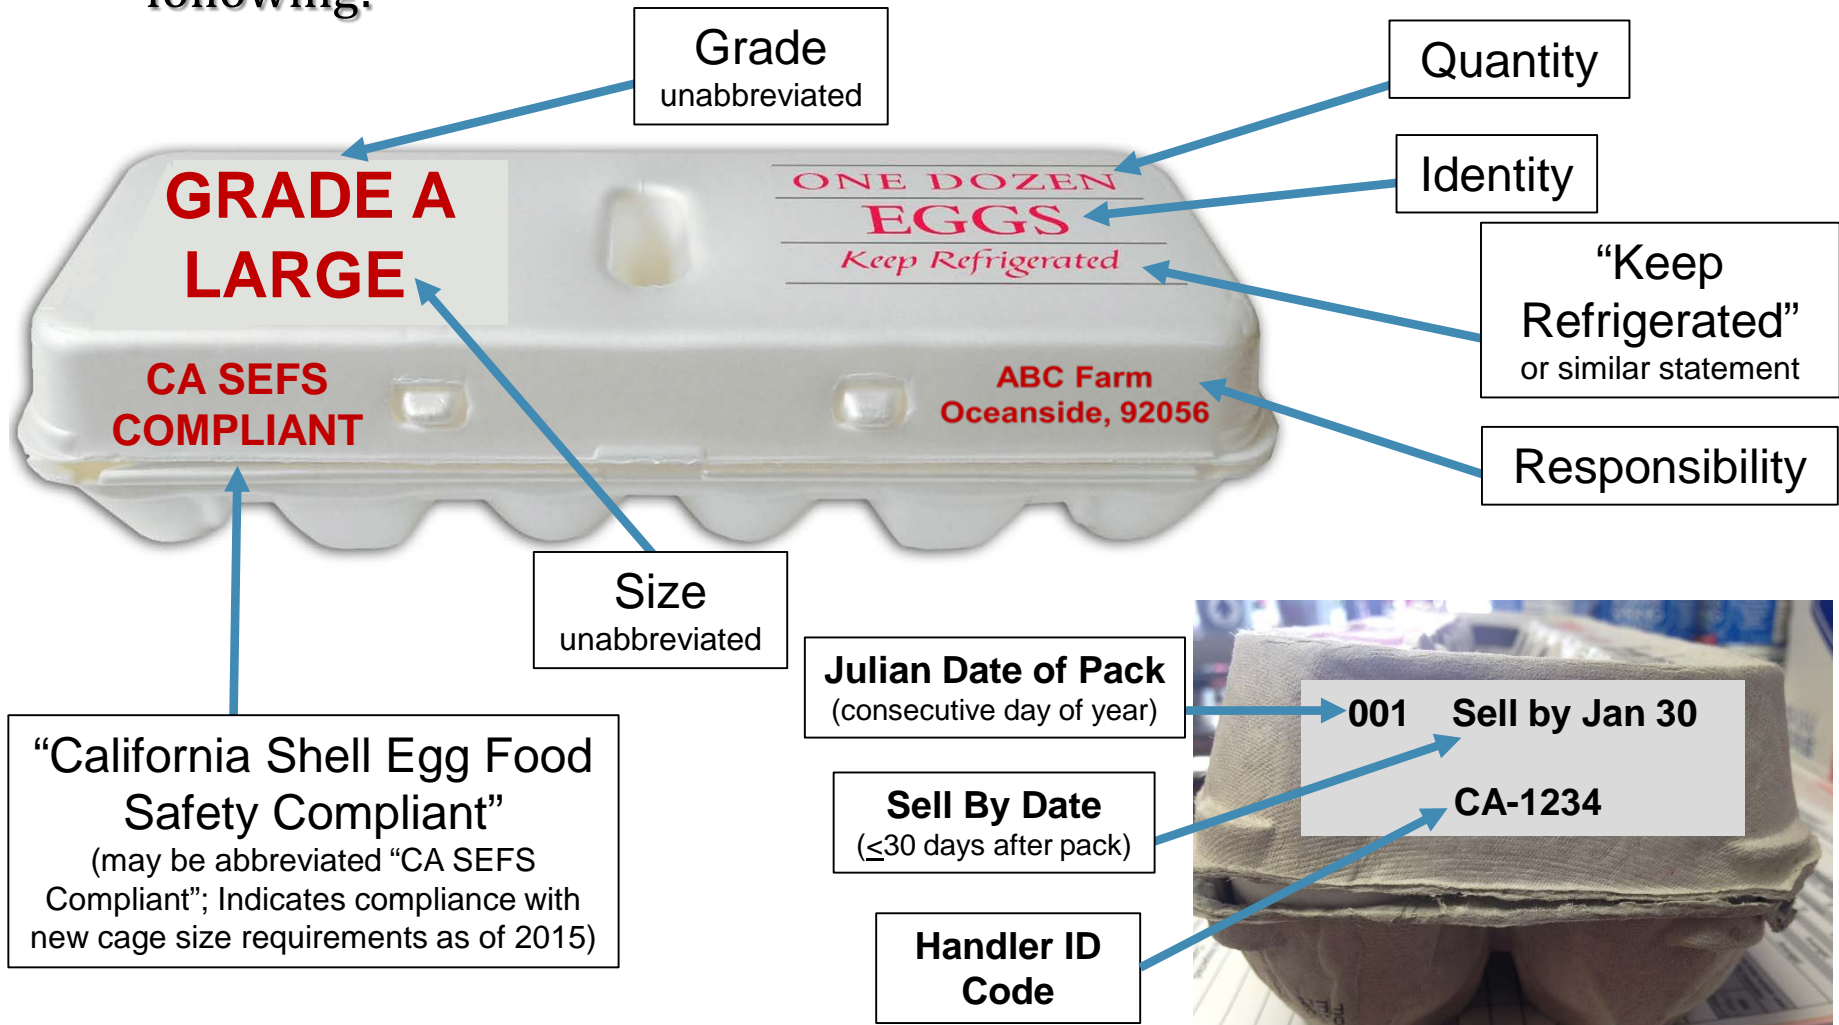 following:
Grade
unabbreviated
Quantity
Identity
“Keep
Refrigerated”
or similar statement
Responsibility
GRADE A
LARGE
ONE DOZEN
EGGS
Keep Refrigerated
CA SEFS
COMPLIANT
ABC Farm
Oceanside, 92056
Size
unabbreviated
“California Shell Egg Food
Safety Compliant”
(may be abbreviated “CA SEFS
Compliant”; Indicates compliance with
new cage size requirements as of 2015)
Julian Date of Pack
(consecutive day of year)
Sell By Date
(≤30 days after pack)
Handler ID
Code
001 Sell by Jan 30
CA-1234